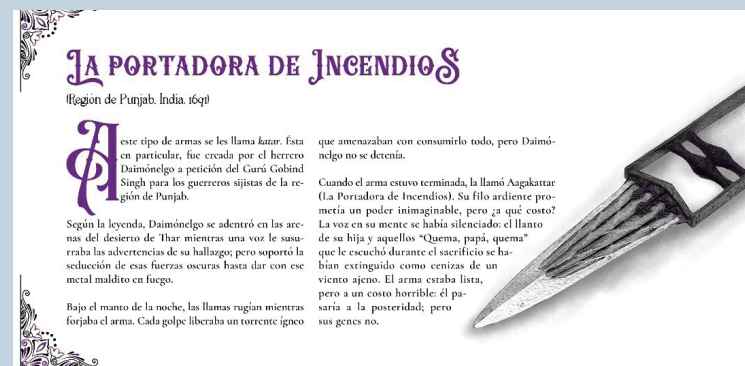 La portadora de Incendios
(Región de Punjab, India. 1691)
A este tipo de armas se les llama katar. Ésta
en particular, fue creada por el herrero
Daimónelgo a petición del Gurú Gobind
Singh para los guerreros sijistas de la re-
gión de Punjab.
Según la leyenda, Daimónelgo se adentró en las are-
nas del desierto de Thar mientras una voz le susu-
rraba las advertencias de su hallazgo; pero soportó la
seducción de esas fuerzas oscuras hasta dar con ese
metal maldito en fuego.
Bajo el manto de la noche, las llamas rugían mientras
forjaba el arma. Cada golpe liberaba un torrente ígneo
que amenazaban con consumirlo todo, pero Daimó-
nelgo no se detenía.
Cuando el arma estuvo terminada, la llamó Aagakattar
(La Portadora de Incendios). Su filo ardiente pro-
metía un poder inimaginable, pero ¿a qué costo?
La voz en su mente se había silenciado: el llanto
de su hija y aquellos “Quema, papá, quema”
que le escuchó durante el sacrificio se ha-
bían extinguido como cenizas de un
viento ajeno. El arma estaba lista,
pero a un costo horrible: él pa-
saría a la posteridad; pero
sus genes no.